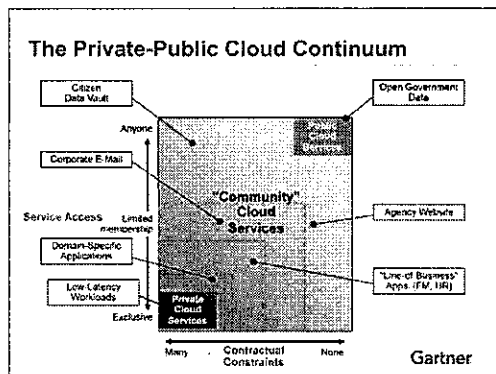 The Private-Public Cloud Continuum
Citizen
Data Vault
Open Government
Data
Anyone
Cloud
Corporate E-Mail
"Community"
Cloud
Services
Service Access
Limited
membership
Agency Website
Domain-Specific
Applications
Low-Latency
Workloads
"Line-of Business"
Apps. (FM, HR)
Private
Cloud
Services
Exclusive
Many
Contractual
Constraints
None
Gartner